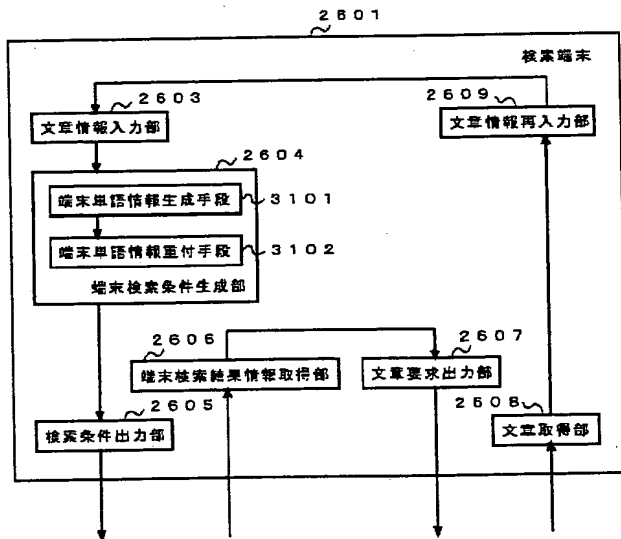 2601
検索端末
2603
文章情報入力部
2609
文章情報再入力部
2604
端末単語情報生成手段
3101
端末単語情報重付手段
3102
端末検索条件生成部
2606
端末検索結果情報取得部
2607
文章要求出力部
2605
検索条件出力部
2608
文章取得部